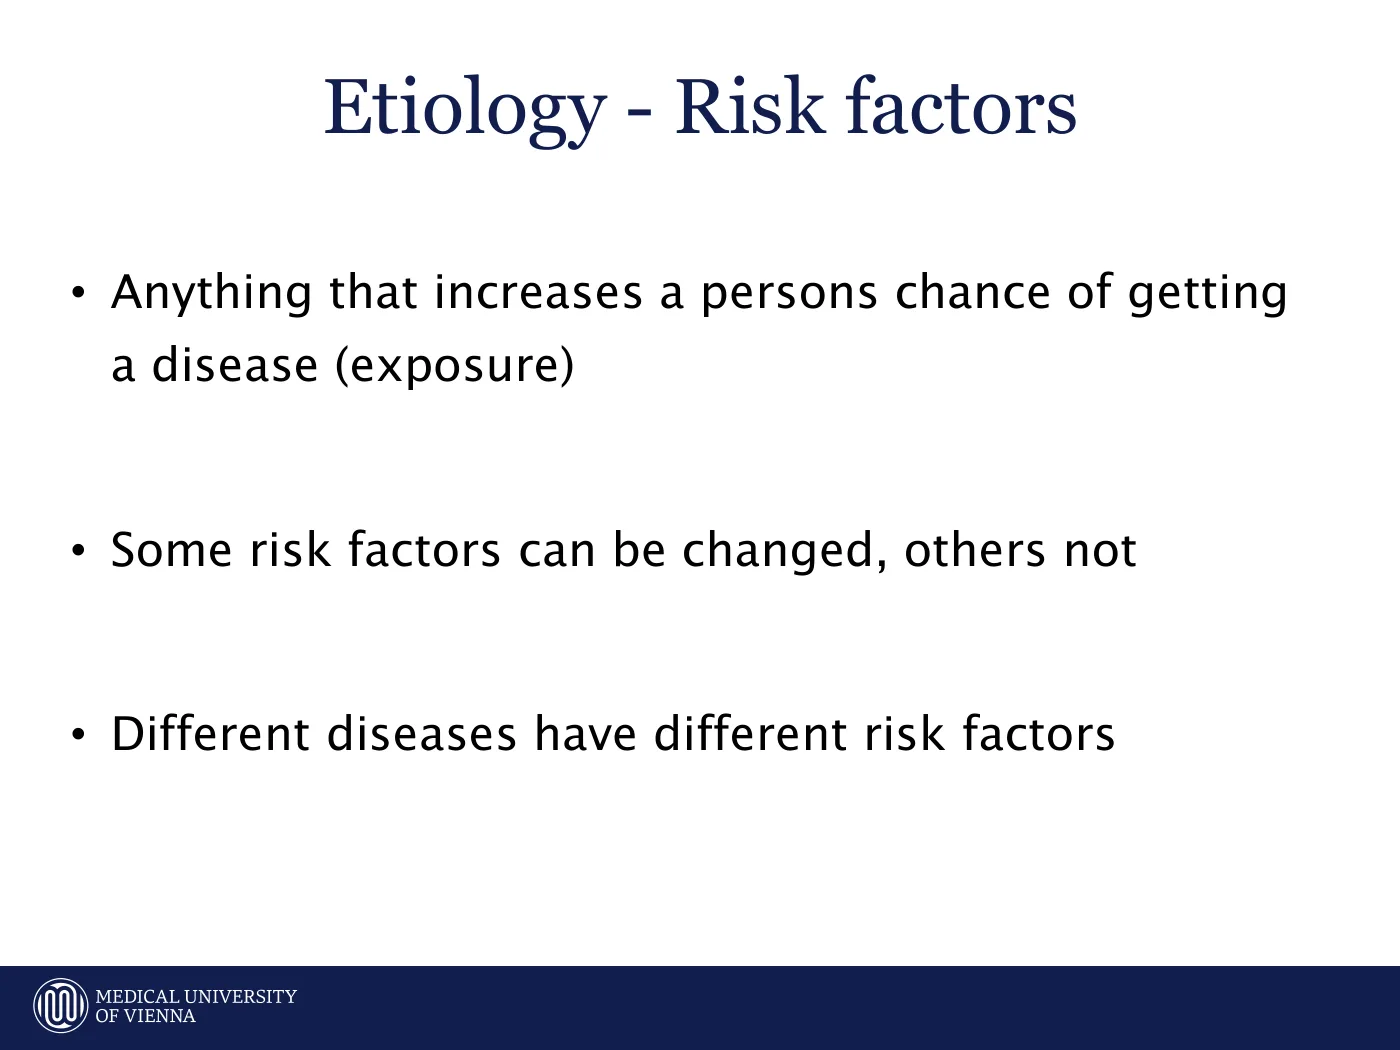 Etiology - Risk factors
• Anything that increases a persons chance of getting
a disease (exposure)
• Some risk factors can be changed, others not
• Different diseases have different risk factors
MEDICAL UNIVERSITY
OF VIENNA